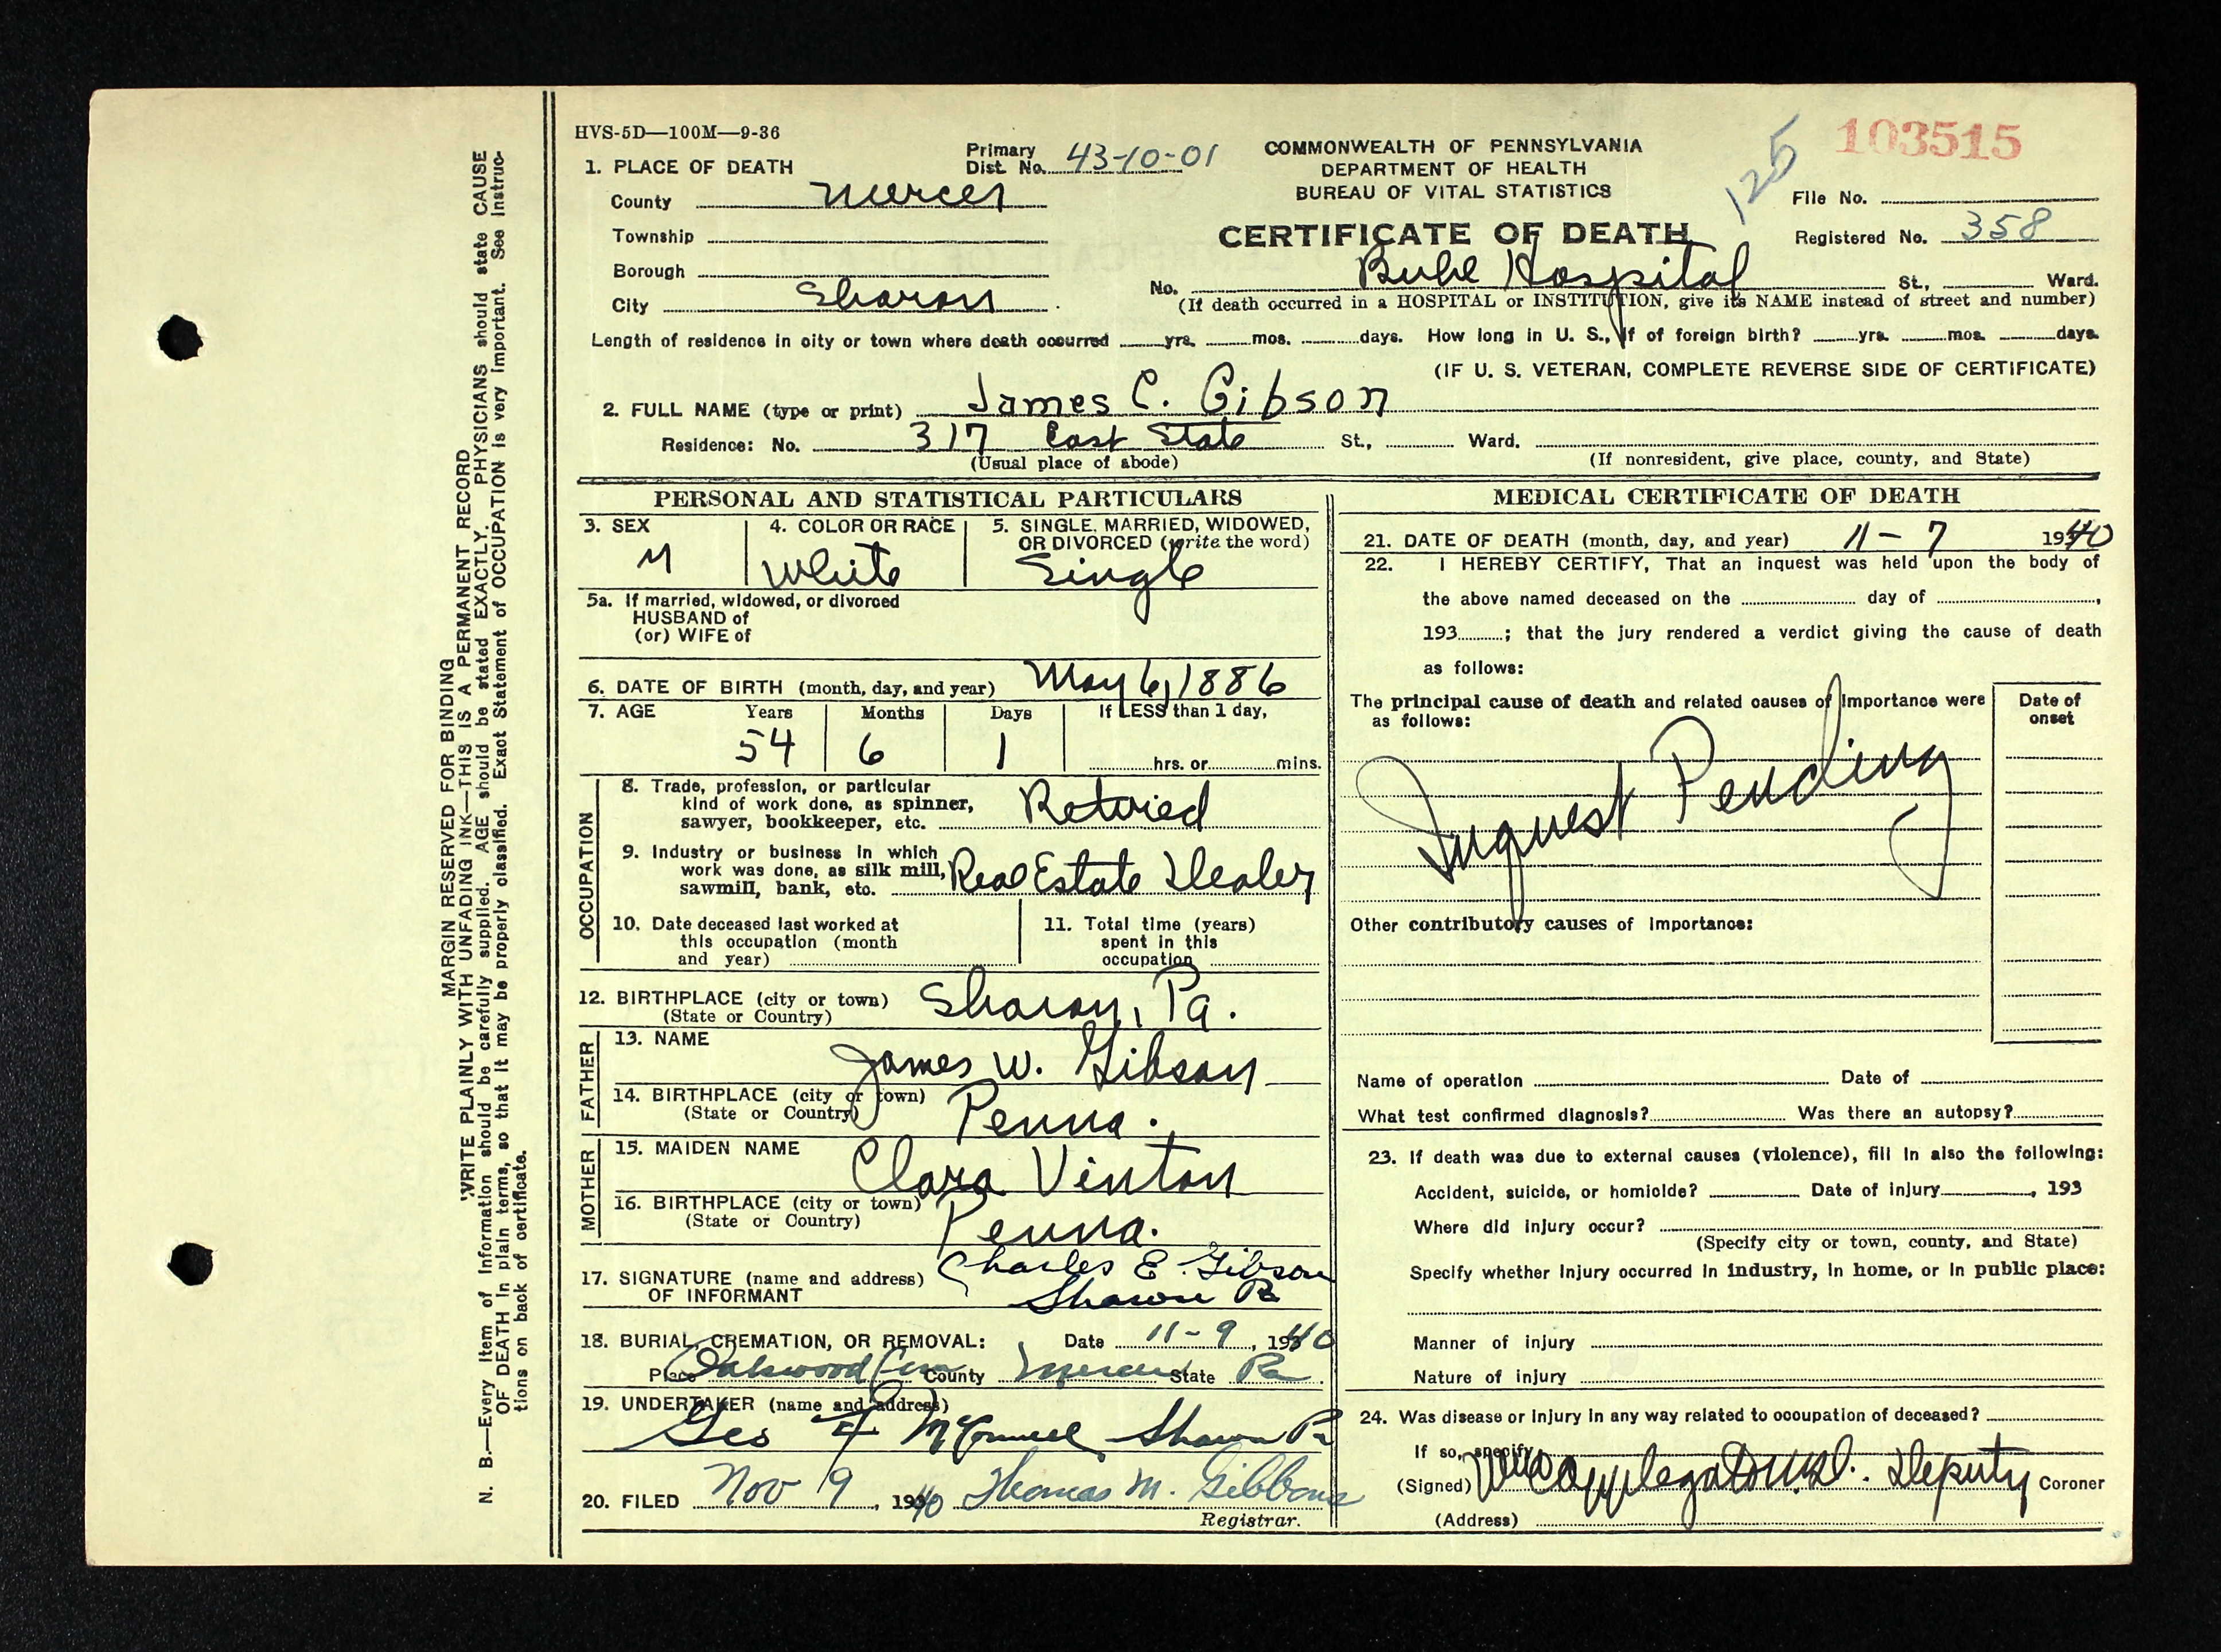 HVS-5D—100M—9-36
103515
125
COMMONWEALTH OF PENNSYLVANIA
DEPARTMENT OF HEALTH
BUREAU OF VITAL STATISTICS
CERTIFICATE OF DEATH
1. PLACE OF DEATH
Primary Dist. No. 43-10-01
File No.
Registered No. 358
County Mercer
Township
Borough
City Sharon
No. Buhl Hospital St., Ward.
(If death occurred in a HOSPITAL or INSTITUTION, give its NAME instead of street and number)
Length of residence in city or town where death occurred yrs. mos. days. How long in U. S., if of foreign birth? yrs. mos. days.
(IF U. S. VETERAN, COMPLETE REVERSE SIDE OF CERTIFICATE)
2. FULL NAME (type or print) James C. Gibson
Residence: No. 317 East State St., Ward.
(Usual place of abode) (If nonresident, give place, county, and State)
PERSONAL AND STATISTICAL PARTICULARS
3. SEX M
4. COLOR OR RACE White
5. SINGLE, MARRIED, WIDOWED, OR DIVORCED (write the word) Single
5a. If married, widowed, or divorced
HUSBAND of
(or) WIFE of
6. DATE OF BIRTH (month, day, and year) May 6, 1886
7. AGE Years Months Days If LESS than 1 day,
54 6 1 hrs. or mins.
OCCUPATION
8. Trade, profession, or particular
kind of work done, as spinner,
sawyer, bookkeeper, etc. Retired
9. Industry or business in which
work was done, as silk mill,
sawmill, bank, etc. Real Estate Dealer
10. Date deceased last worked at
this occupation (month
and year)
11. Total time (years)
spent in this
occupation
12. BIRTHPLACE (city or town) Sharon, Pa.
(State or Country)
FATHER
13. NAME James W. Gibson
14. BIRTHPLACE (city or town) Penna.
(State or Country)
MOTHER
15. MAIDEN NAME Clara Vinton
16. BIRTHPLACE (city or town) Penna.
(State or Country)
17. SIGNATURE (name and address) Charles E. Gibson
OF INFORMANT Sharon Pa
18. BURIAL, CREMATION, OR REMOVAL: Date 11-9, 1940
Place Oakwood Cem County Mercer State Pa
19. UNDERTAKER (name and address)
Geo F McConnell Sharon Pa
20. FILED Nov 9, 1940 Thomas M. Gibbons
Registrar.
MEDICAL CERTIFICATE OF DEATH
21. DATE OF DEATH (month, day, and year) 11-7 1940
22. I HEREBY CERTIFY, That an inquest was held upon the body of
the above named deceased on the day of ,
193 ; that the jury rendered a verdict giving the cause of death
as follows:
The principal cause of death and related causes of importance were
as follows:
Date of
onset
Inquest Pending
Other contributory causes of importance:
Name of operation Date of
What test confirmed diagnosis? Was there an autopsy?
23. If death was due to external causes (violence), fill in also the following:
Accident, suicide, or homicide? Date of injury , 193
Where did injury occur?
(Specify city or town, county, and State)
Specify whether injury occurred in industry, in home, or in public place:
Manner of injury
Nature of injury
24. Was disease or injury in any way related to occupation of deceased?
If so, specify
(Signed) Applegate M.D. Deputy Coroner
(Address)
MARGIN RESERVED FOR BINDING
WRITE PLAINLY WITH UNFADING INK—THIS IS A PERMANENT RECORD
N. B.—Every item of information should be carefully supplied. AGE should be stated EXACTLY. PHYSICIANS should state CAUSE
OF DEATH in plain terms, so that it may be properly classified. Exact Statement of OCCUPATION is very important. See instruc-
tions on back of certificate.